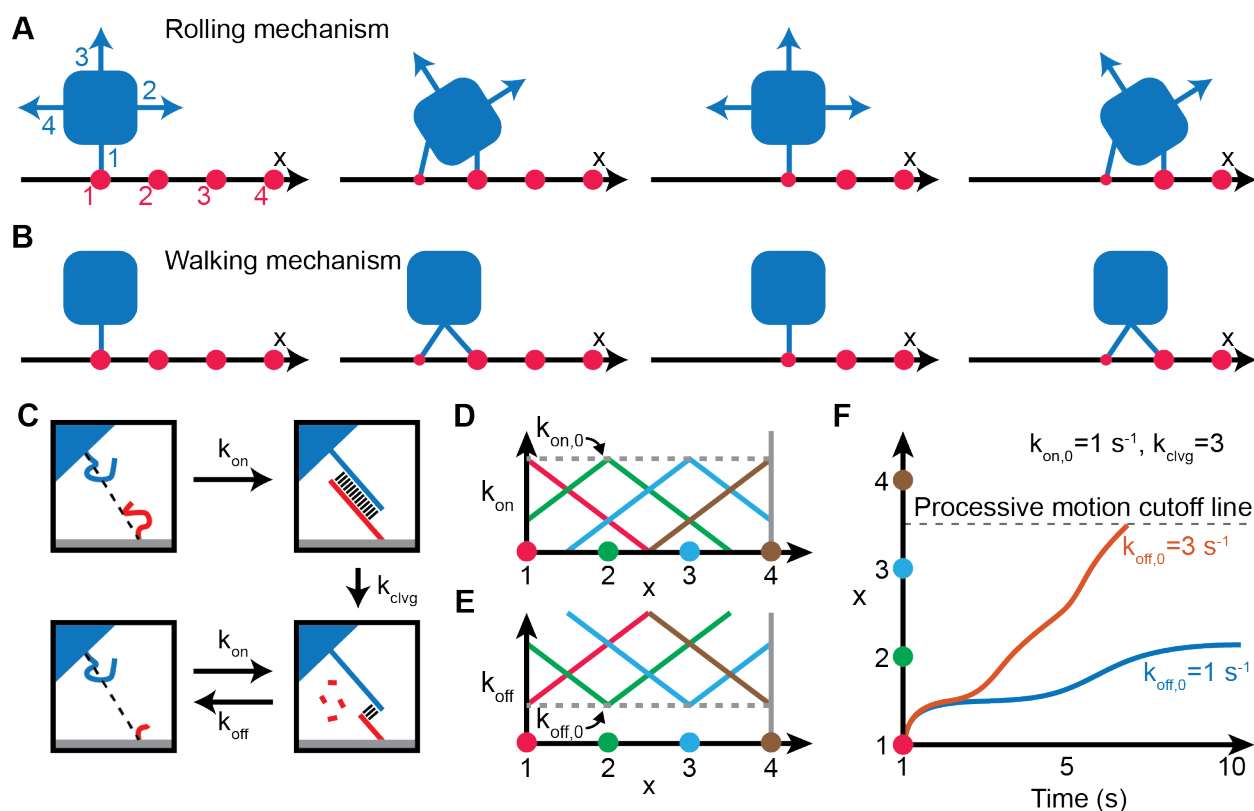 A
Rolling mechanism
3
2
4
1
x
x
x
x
1
2
3
4
B
Walking mechanism
x
x
x
x
C
k_on
k_clvg
k_on
k_off
D
k_on,0
k_on
1
2
3
4
x
E
k_off
k_off,0
1
2
3
4
x
F
k_on,0=1 s⁻¹, k_clvg=3
4
Processive motion cutoff line
k_off,0=3 s⁻¹
3
x
2
k_off,0=1 s⁻¹
1
1
5
10
Time (s)